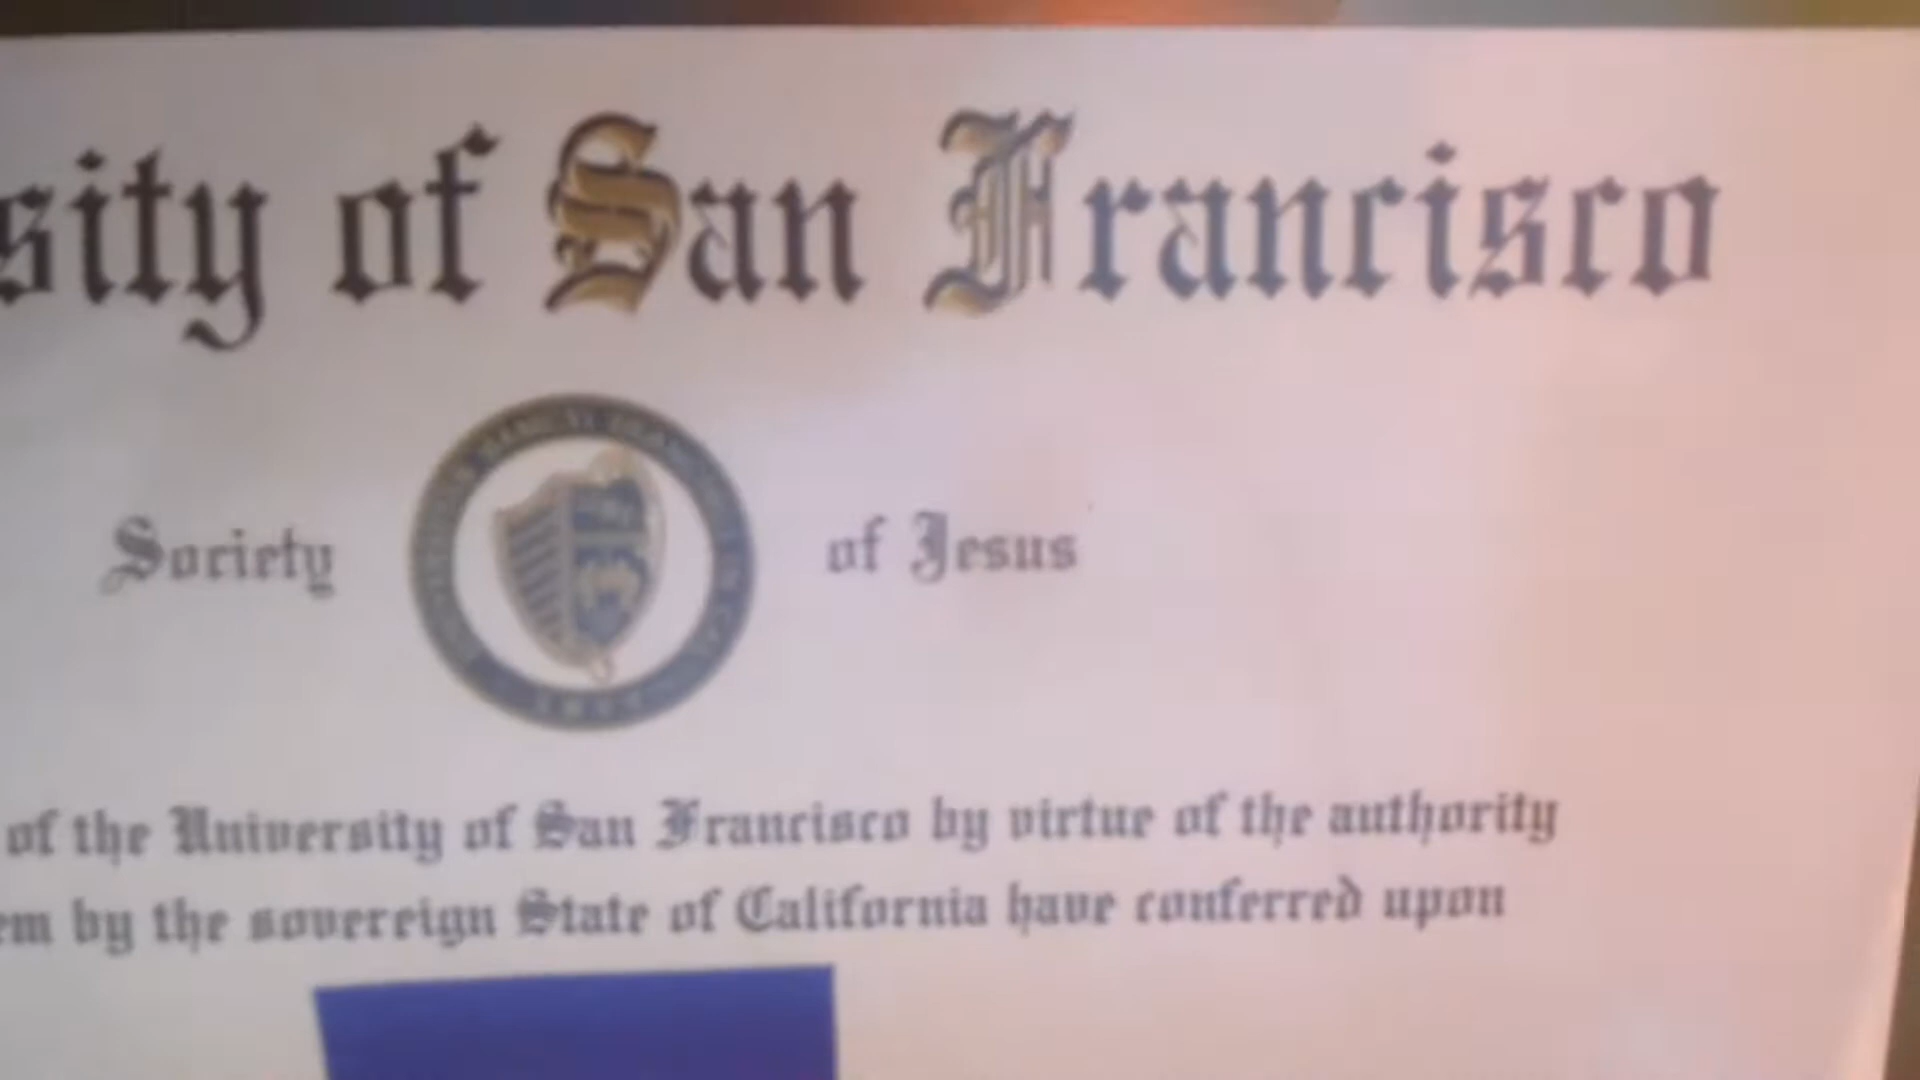 sity of San Francisco
Society of Jesus
of the University of San Francisco by virtue of the authority
em by the sovereign State of California have conferred upon